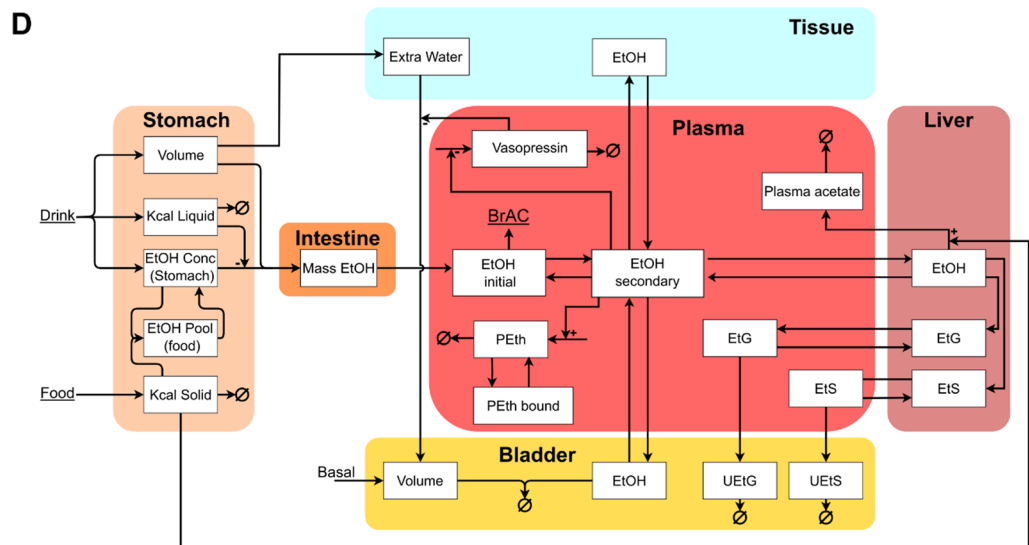 D
Tissue
Extra Water
EtOH
Stomach
Volume
Kcal Liquid
EtOH Conc
(Stomach)
EtOH Pool
(food)
Kcal Solid
Drink
Food
Intestine
Mass EtOH
Plasma
Vasopressin
-
-
-
∅
∅
∅
BrAC
EtOH
initial
EtOH
secondary
PEth
+
∅
PEth bound
Plasma acetate
∅
EtG
EtS
Liver
+
EtOH
EtG
EtS
Bladder
Basal
Volume
∅
EtOH
UEtG
∅
UEtS
∅